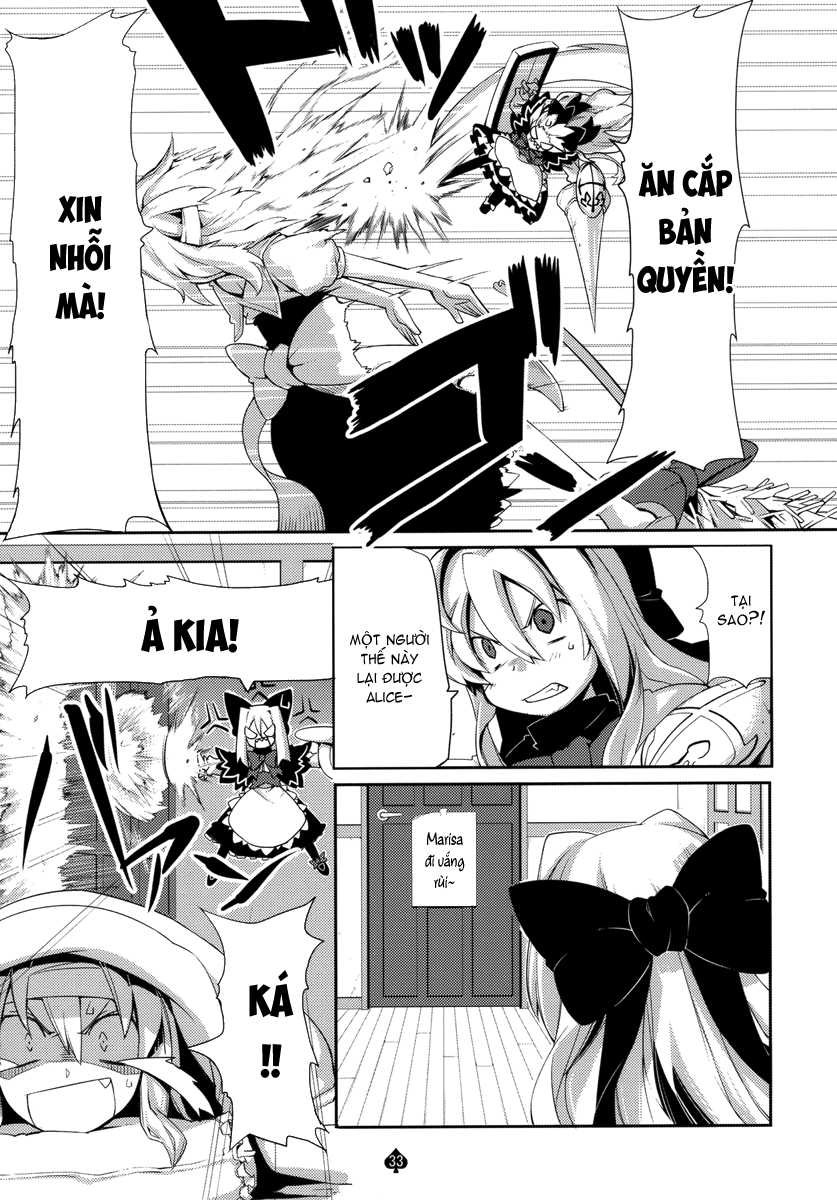 ĂN CẮP
BẢN
QUYỀN!
XIN
NHỖI
MÀ!
TẠI
SAO?!
MỘT NGƯỜI
THẾ NÀY
LẠI ĐƯỢC
ALICE-
Marisa
đi vắng
rùi~
Ả KIA!
KÁ
!!
33